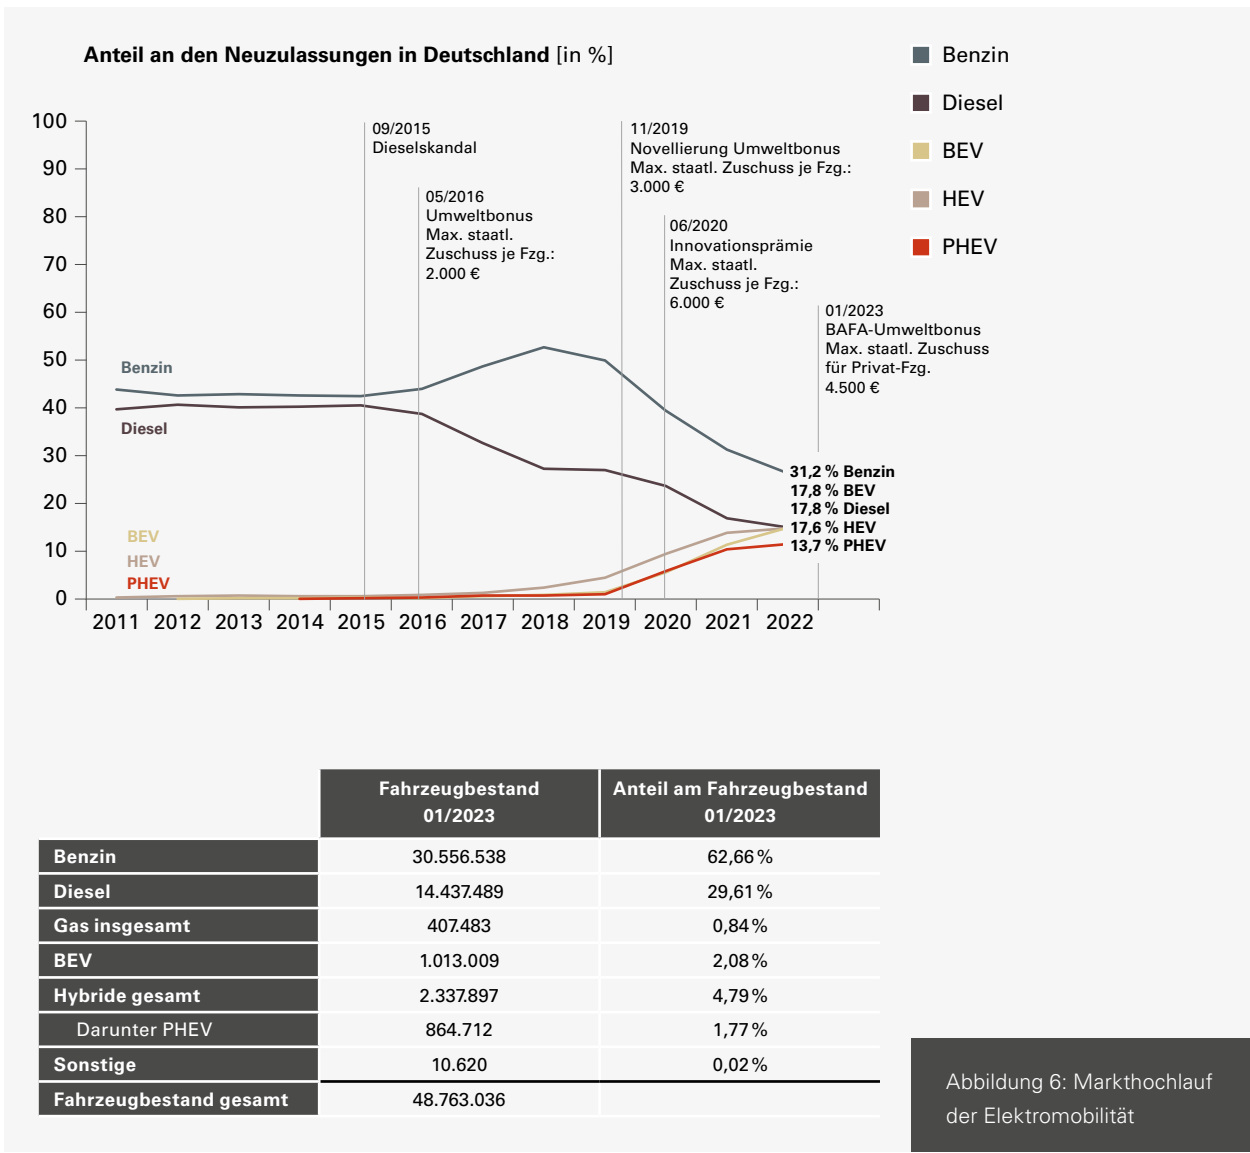 Anteil an den Neuzulassungen in Deutschland [in %]
Benzin
Diesel
BEV
HEV
PHEV
100
90
80
70
60
50
40
30
20
10
0
09/2015
Dieselskandal
05/2016
Umweltbonus
Max. staatl.
Zuschuss je Fzg.:
2.000 €
11/2019
Novellierung Umweltbonus
Max. staatl. Zuschuss je Fzg.:
3.000 €
06/2020
Innovationsprämie
Max. staatl.
Zuschuss je Fzg.:
6.000 €
01/2023
BAFA-Umweltbonus
Max. staatl. Zuschuss
für Privat-Fzg.
4.500 €
Benzin
Diesel
BEV
HEV
PHEV
31,2 % Benzin
17,8 % BEV
17,8 % Diesel
17,6 % HEV
13,7 % PHEV
2011 2012 2013 2014 2015 2016 2017 2018 2019 2020 2021 2022
Fahrzeugbestand
01/2023
Anteil am Fahrzeugbestand
01/2023
Benzin 30.556.538 62,66 %
Diesel 14.437.489 29,61 %
Gas insgesamt 407.483 0,84 %
BEV 1.013.009 2,08 %
Hybride gesamt 2.337.897 4,79 %
Darunter PHEV 864.712 1,77 %
Sonstige 10.620 0,02 %
Fahrzeugbestand gesamt 48.763.036
Abbildung 6: Markthochlauf
der Elektromobilität